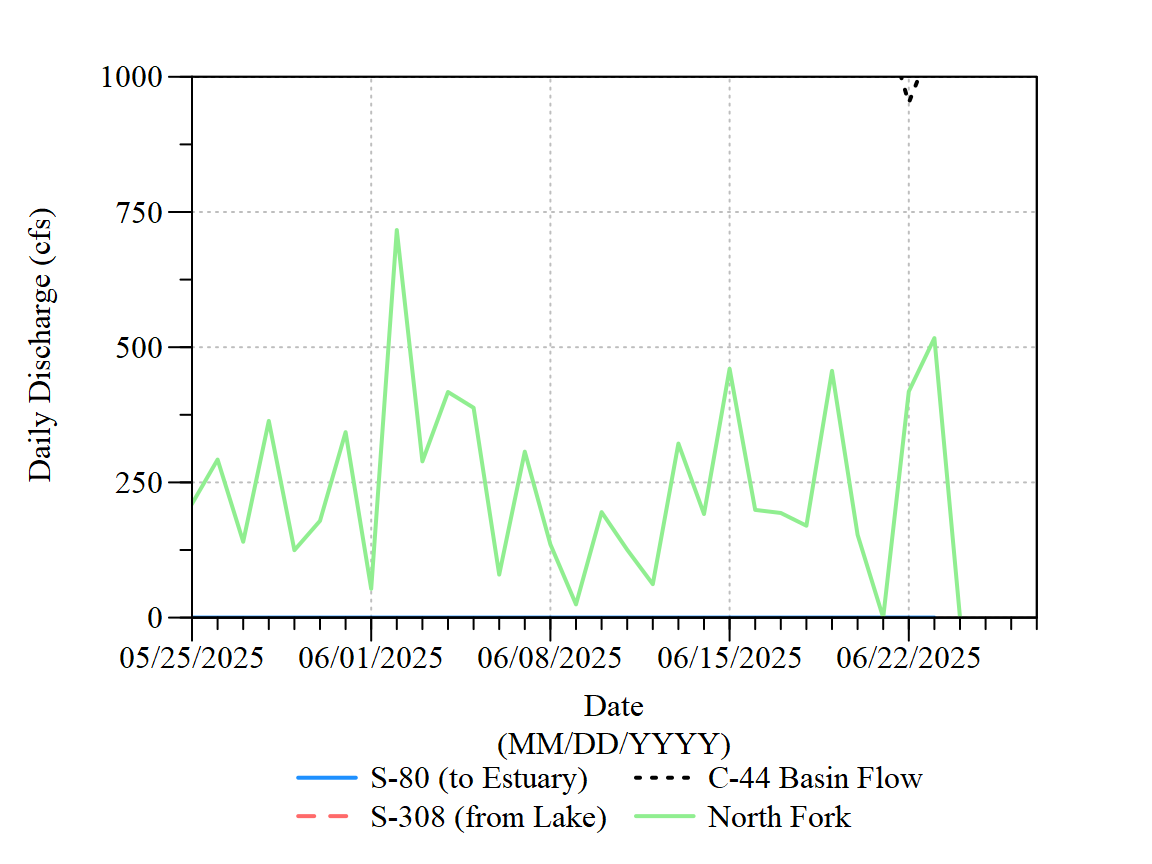 1000
750
500
250
0
Daily Discharge (cfs)
05/25/2025 06/01/2025 06/08/2025 06/15/2025 06/22/2025
Date
(MM/DD/YYYY)
S-80 (to Estuary) C-44 Basin Flow
S-308 (from Lake) North Fork